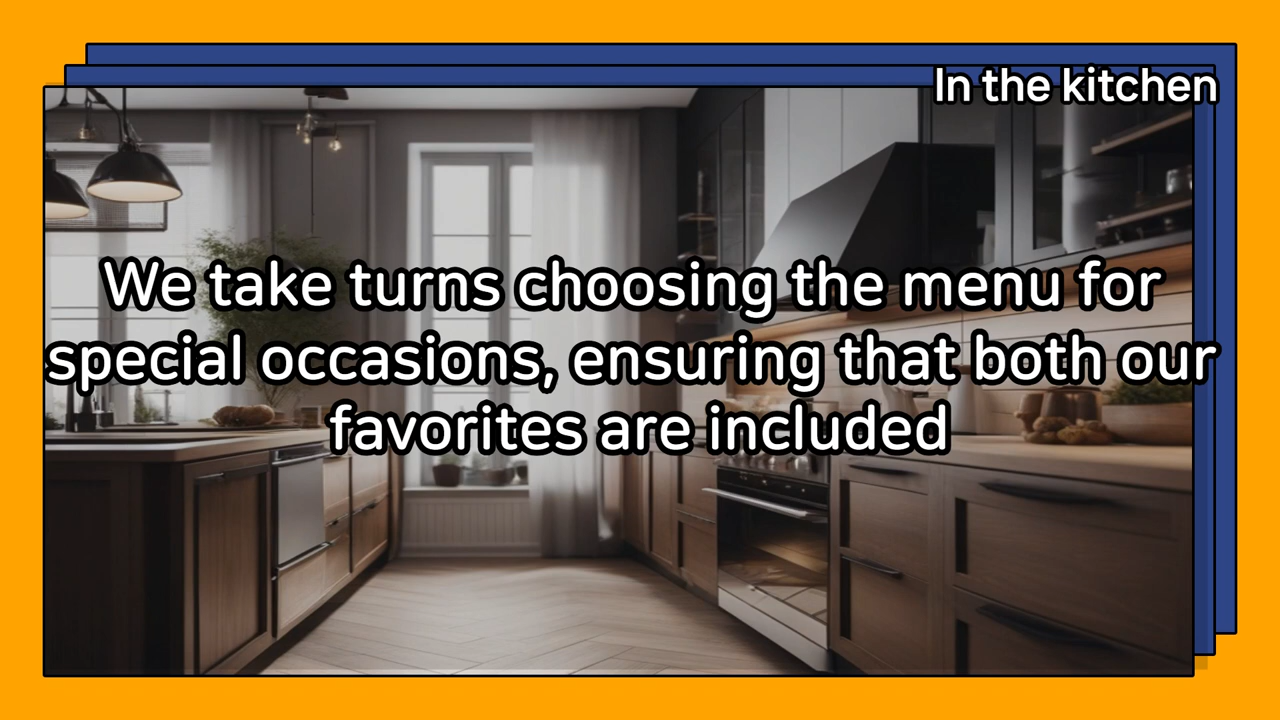 In the kitchen
We take turns choosing the menu for
special occasions, ensuring that both our
favorites are included